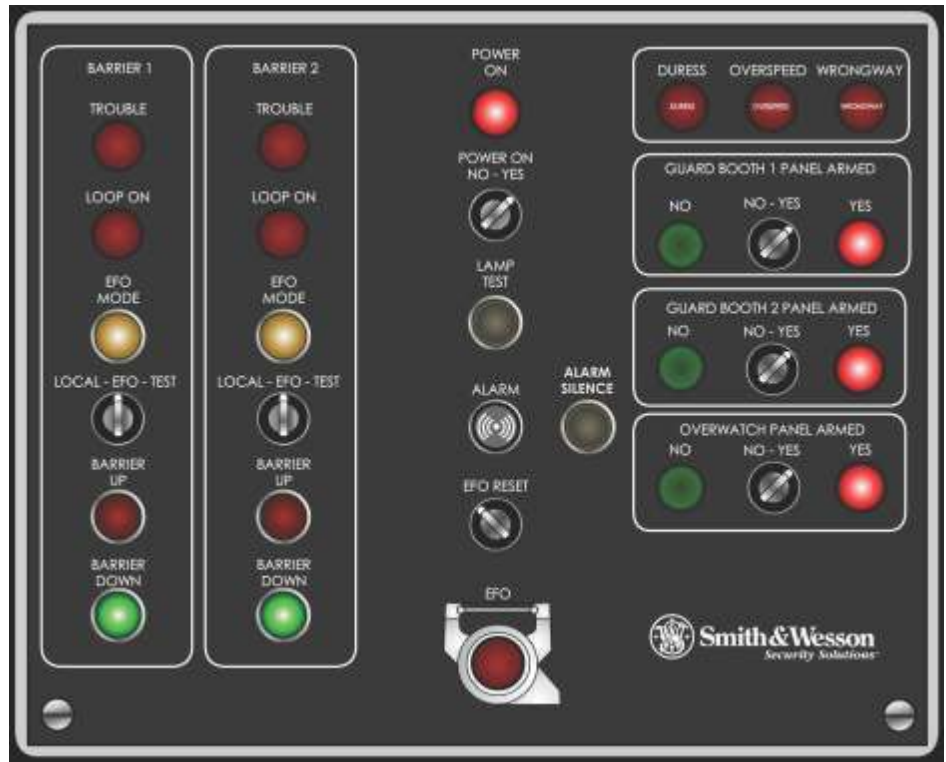 BARRIER 1
TROUBLE
LOOP ON
EFO
MODE
LOCAL - EFO - TEST
BARRIER
UP
BARRIER
DOWN
BARRIER 2
TROUBLE
LOOP ON
EFO
MODE
LOCAL - EFO - TEST
BARRIER
UP
BARRIER
DOWN
POWER
ON
POWER ON
NO - YES
LAMP
TEST
ALARM
ALARM
SILENCE
EFO RESET
EFO
DURESS OVERSPEED WRONGWAY
DURESS OVERSPEED WRONGWAY
GUARD BOOTH 1 PANEL ARMED
NO NO - YES YES
GUARD BOOTH 2 PANEL ARMED
NO NO - YES YES
OVERWATCH PANEL ARMED
NO NO - YES YES
Smith & Wesson
Security Solutions